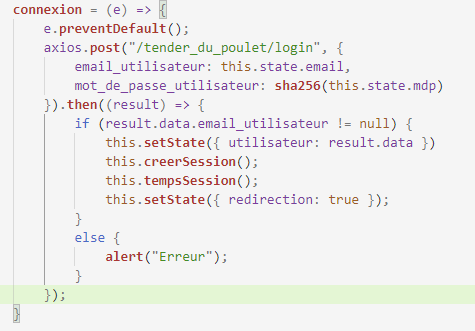 connexion = (e) => {
e.preventDefault();
axios.post("/tender_du_poulet/login", {
email_utilisateur: this.state.email,
mot_de_passe_utilisateur: sha256(this.state.mdp)
}).then((result) => {
if (result.data.email_utilisateur != null) {
this.setState({ utilisateur: result.data })
this.creerSession();
this.tempsSession();
this.setState({ redirection: true });
}
else {
alert("Erreur");
}
});
}